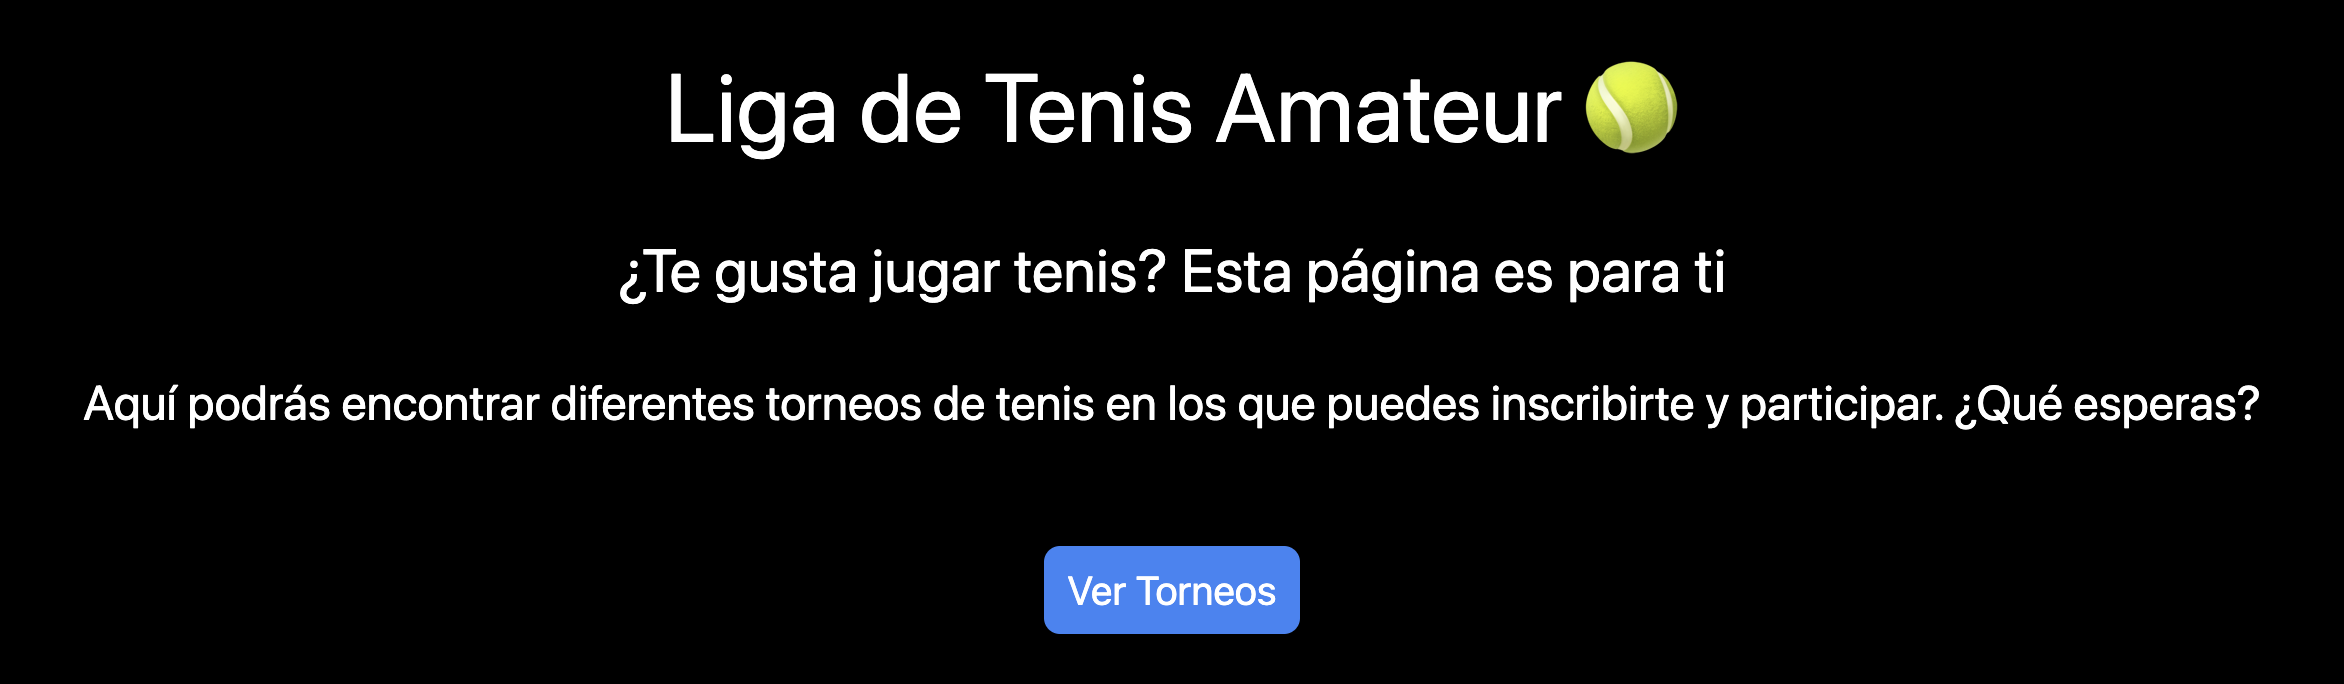 Liga de Tenis Amateur 🎾
¿Te gusta jugar tenis? Esta página es para ti
Aquí podrás encontrar diferentes torneos de tenis en los que puedes inscribirte y participar. ¿Qué esperas?
Ver Torneos